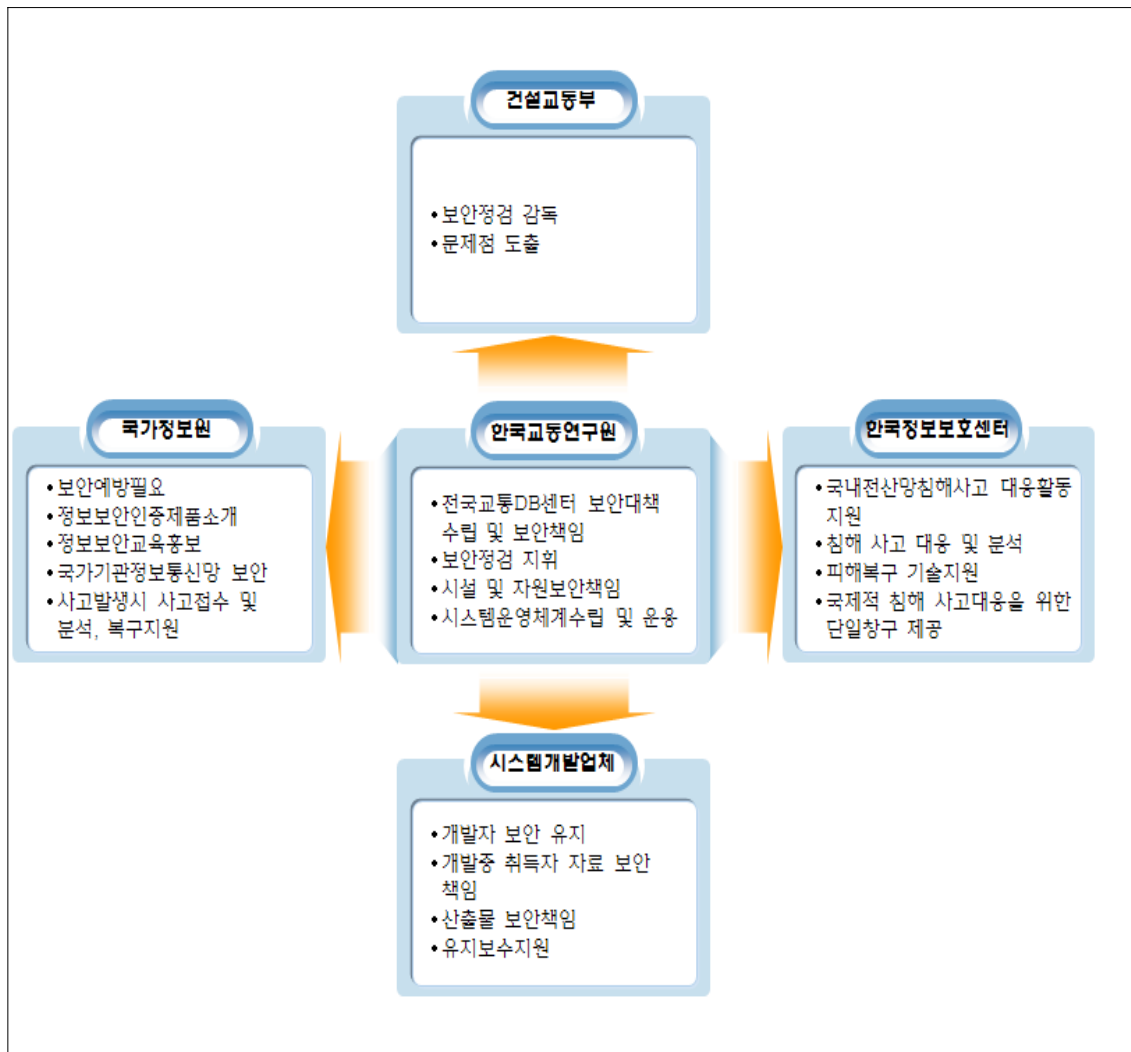 건설교통부
• 보안점검 감독
• 문제점 도출
국가정보원
• 보안예방필요
• 정보보안인증제품소개
• 정보보안교육홍보
• 국가기관정보통신망 보안
• 사고발생시 사고접수 및
분석, 복구지원
한국교통연구원
• 전국교통DB센터 보안대책
수립 및 보안책임
• 보안점검 지휘
• 시설 및 자원보안책임
• 시스템운영체계수립 및 운용
한국정보보호센터
• 국내전산망침해사고 대응활동
지원
• 침해 사고 대응 및 분석
• 피해복구 기술지원
• 국제적 침해 사고대응을 위한
단일창구 제공
시스템개발업체
• 개발자 보안 유지
• 개발중 취득자 자료 보안
책임
• 산출물 보안책임
• 유지보수지원